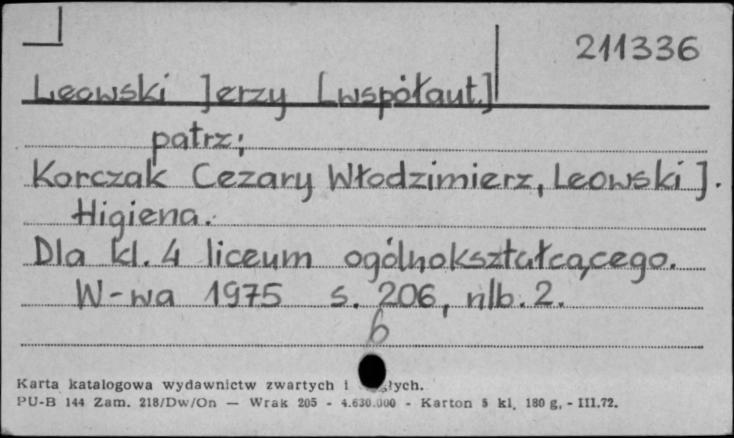 211336
Leowski Jerzy [współaut.]
patrz:
Korczak Cezary Włodzimierz, Leowski J.
Higiena.
Dla kl. 4 liceum ogólnokształcącego.
W-wa 1975 s. 206, nlb. 2.
b
Karta katalogowa wydawnictw zwartych i
PU-B 144 Zam. 218/Dw/On — Wrak 205 - 4.630.000 - Karton 5 kl. 180 g. - III.72.